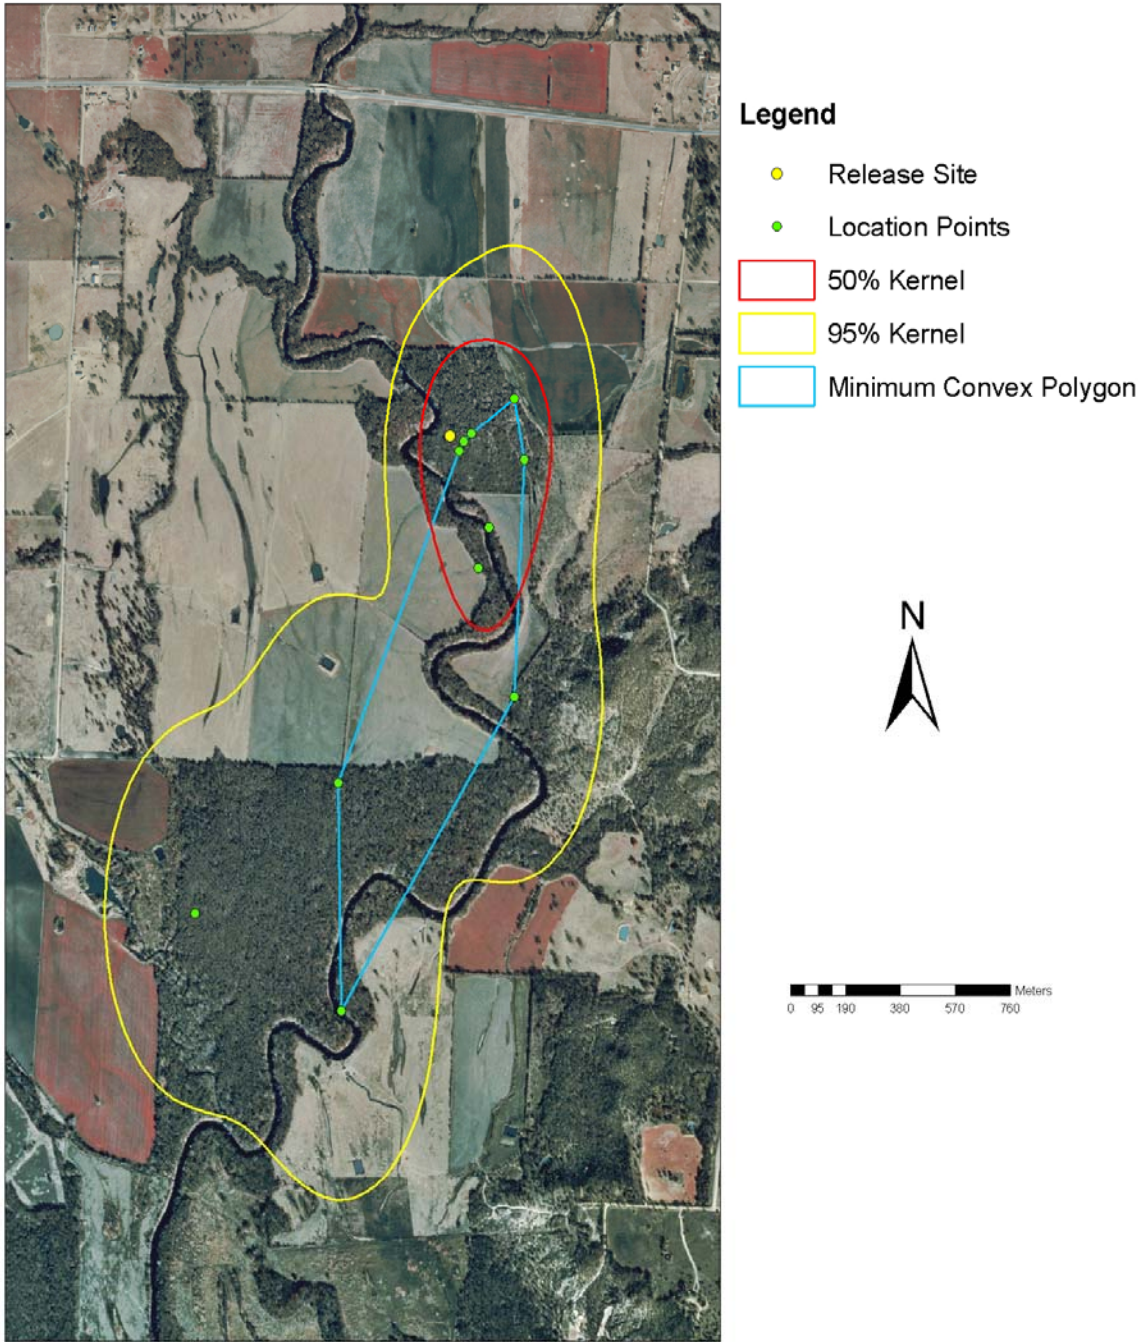 Legend
Release Site
Location Points
50% Kernel
95% Kernel
Minimum Convex Polygon
N
Meters
0 95 190 380 570 760